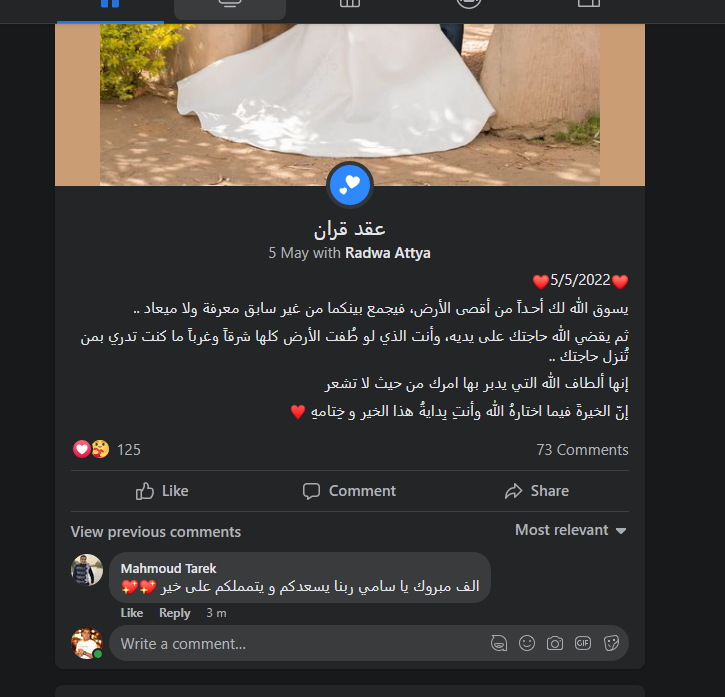 عقد قران
5 May with Radwa Attya
❤️5/5/2022❤️
يسوق الله لك أحداً من أقصى الأرض، فيجمع بينكما من غير سابق معرفة ولا ميعاد ..
ثم يقضي الله حاجتك على يديه، وأنت الذي لو طُفت الأرض كلها شرقاً وغرباً ما كنت تدري بمن
تُنزل حاجتك ..
إنها ألطاف الله التي يدبر بها امرك من حيث لا تشعر
إنّ الخيرةَ فيما اختارهُ الله وأنتِ بِدايةُ هذا الخير و خِتامهِ ❤️
125
73 Comments
Like
Comment
Share
View previous comments
Most relevant
Mahmoud Tarek
الف مبروك يا سامي ربنا يسعدكم و يتمملكم على خير 💖💖
Like Reply 3 m
Write a comment...
GIF